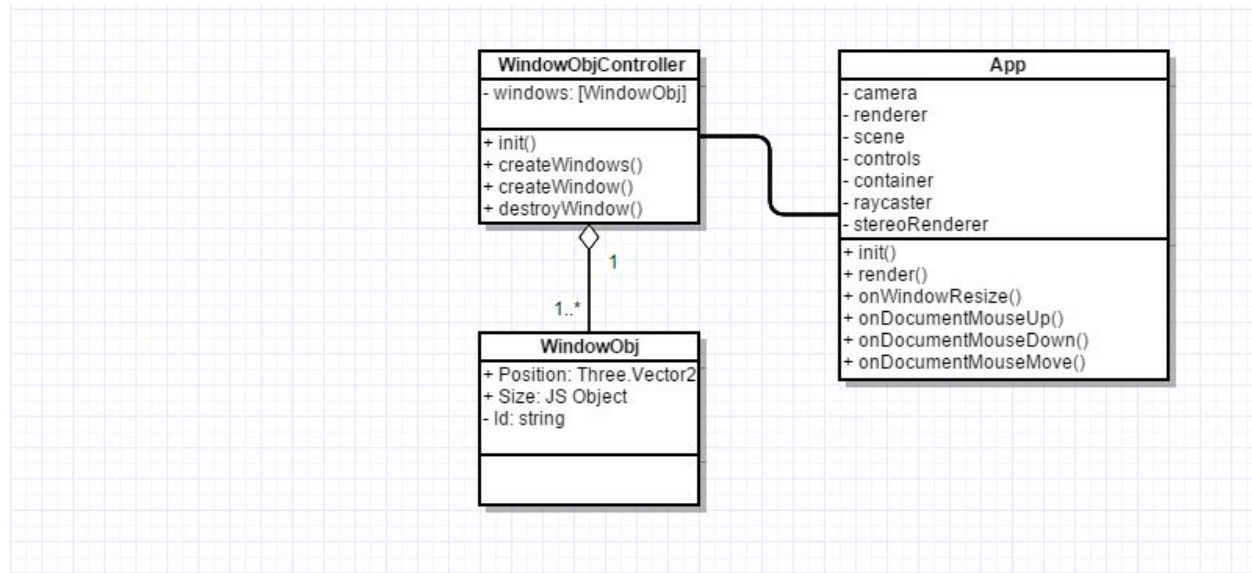 WindowObjController
- windows: [WindowObj]
+ init()
+ createWindows()
+ createWindow()
+ destroyWindow()
1
1..*
WindowObj
+ Position: Three.Vector2
+ Size: JS Object
- Id: string
App
- camera
- renderer
- scene
- controls
- container
- raycaster
- stereoRenderer
+ init()
+ render()
+ onWindowResize()
+ onDocumentMouseUp()
+ onDocumentMouseDown()
+ onDocumentMouseMove()